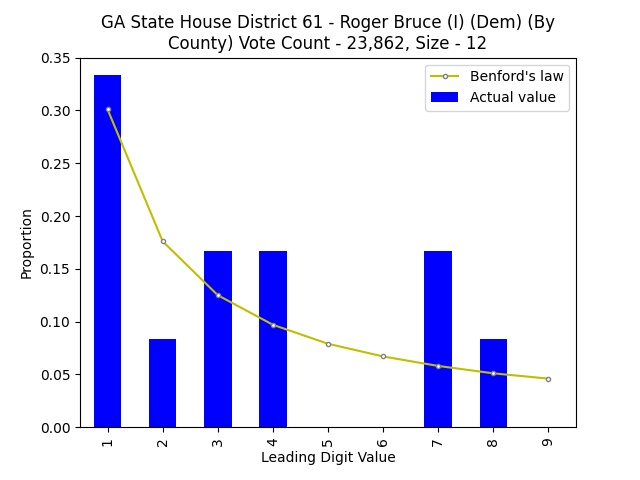 GA State House District 61 - Roger Bruce (I) (Dem) (By
County) Vote Count - 23,862, Size - 12
Benford's law
Actual value
0.35
0.30
0.25
0.20
0.15
0.10
0.05
0.00
Proportion
1
2
3
4
5
6
7
8
9
Leading Digit Value